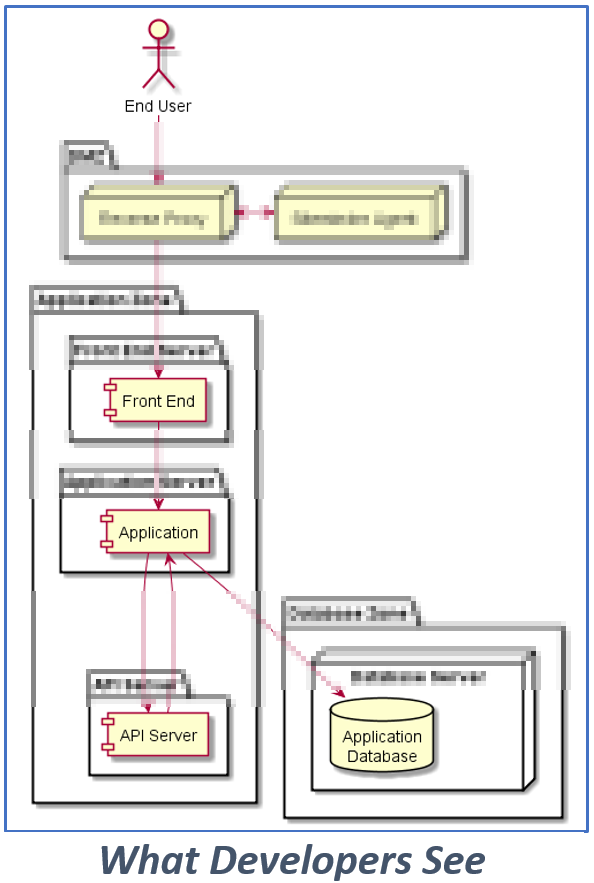 End User
DMZ
Reverse Proxy
Application Zone
Front End Server
Front End
Application Server
Application
Database Zone
Database Server
API Server
API Server
Application
Database
What Developers See